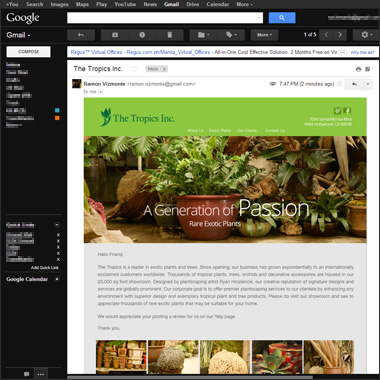 +You Search Images Maps Play YouTube News Gmail Drive Calendar More
Google
Gmail
More
1 of 5
COMPOSE
Regus™ Virtual Offices - Regus.com.ph/Manila_Virtual_Offices - All-in-One Cost Effective Solution. 2 Months Free on
The Tropics Inc.
Inbox
Ramon Vizmonte <ramon.vizmonte@gmail.com>
7:47 PM (2 minutes ago)
to me
The Tropics Inc.
7056 Santa Monica Blvd
West Hollywood, CA 90038
About Us Exotic Plants Our Clients Contact us
A Generation of Passion
Rare Exotic Plants
Hello Friend,
The Tropics is a leader in exotic plants and trees. Since opening, our business has grown exponentially to an internationally
acclaimed customers worldwide. Thousands of tropical plants, trees, orchids and decorative accessories are housed in our
20,000 sq foot showroom. Designed by plantscaping artist Ryan Hroziencik, our creative reputation of signature designs and
services are globally prominent. Our corporate goal is to offer premier plantscaping services to our clientele by enhancing any
environment with superior design and exemplary tropical plant and tree products. Please do visit our showroom and see to
appreciate thousands of rare exotic plants that may be suitable for your home.
We would appreciate your posting a review for us on our Yelp page.
Thank you.
Add Quick Link
Google Calendar